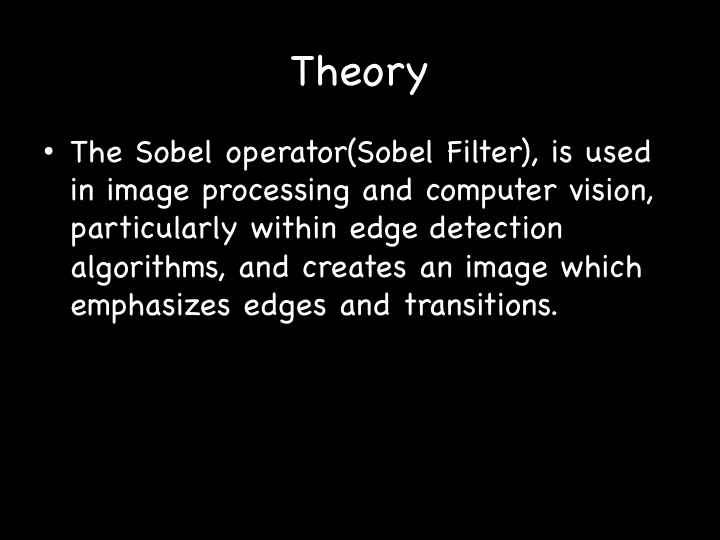 Theory
• The Sobel operator(Sobel Filter), is used
in image processing and computer vision,
particularly within edge detection
algorithms, and creates an image which
emphasizes edges and transitions.